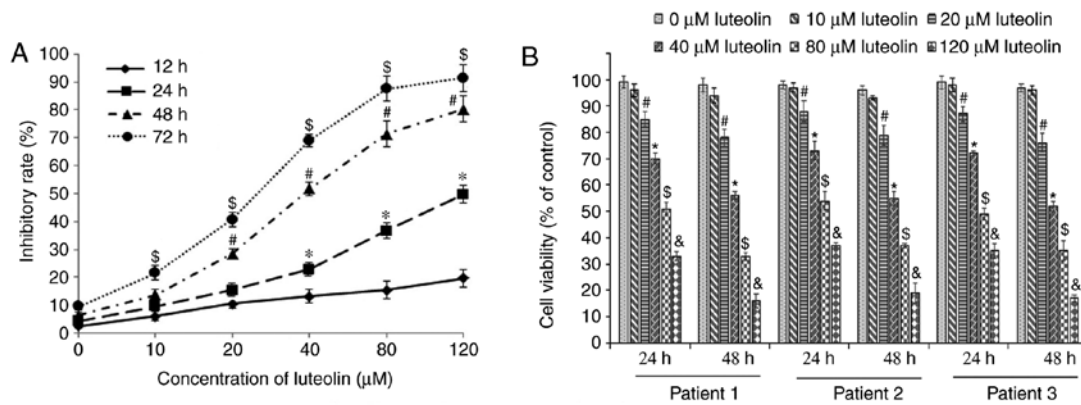 A
Inhibitory rate (%)
100
90
80
70
60
50
40
30
20
10
0
12 h
24 h
48 h
72 h
$
$
$
$
$
#
#
#
#
*
*
*
0
10
20
40
80
120
Concentration of luteolin (μM)
B
0 μM luteolin
10 μM luteolin
20 μM luteolin
40 μM luteolin
80 μM luteolin
120 μM luteolin
Cell viability (% of control)
100
90
80
70
60
50
40
30
20
10
00
#
*
$
&
#
*
$
&
#
*
$
&
#
*
$
&
#
*
$
&
#
*
$
&
24 h
48 h
24 h
48 h
24 h
48 h
Patient 1
Patient 2
Patient 3